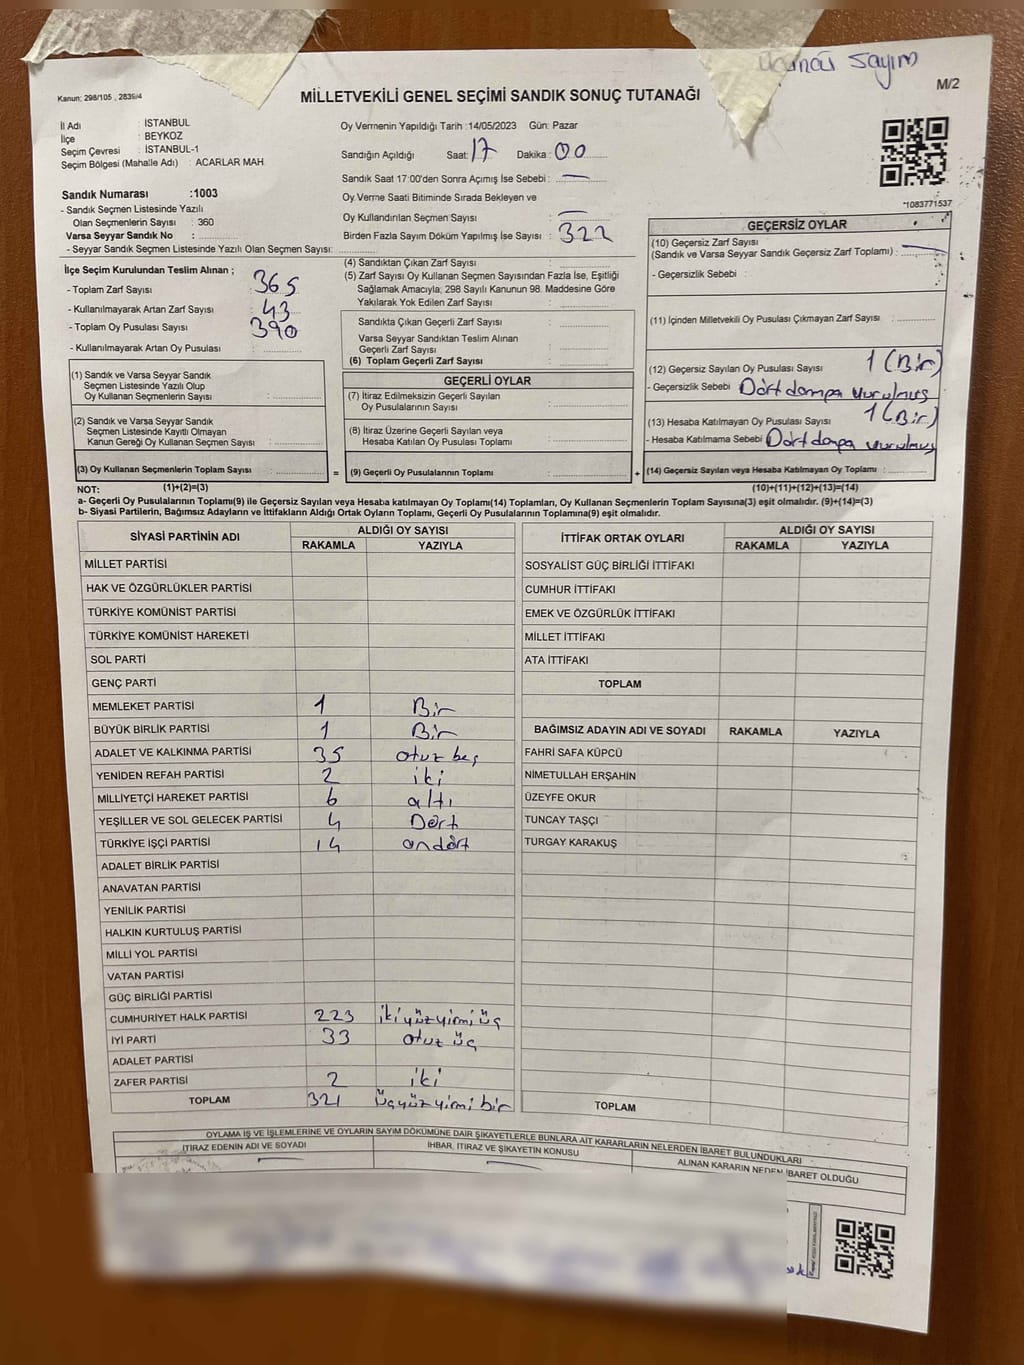 Üçüncü Sayım
Kanun: 298/105 , 2839/4
MİLLETVEKİLİ GENEL SEÇİMİ SANDIK SONUÇ TUTANAĞI
M/2
İl Adı : İSTANBUL
İlçe : BEYKOZ
Seçim Çevresi : İSTANBUL-1
Seçim Bölgesi (Mahalle Adı) : ACARLAR MAH
Oy Vermenin Yapıldığı Tarih :14/05/2023 Gün: Pazar
Sandığın Açıldığı Saat: 17 Dakika : 00
Sandık Saat 17:00'den Sonra Açımış İse Sebebi : —
Oy Verme Saati Bitiminde Sırada Bekleyen ve
Oy Kullandırılan Seçmen Sayısı : —
Birden Fazla Sayım Döküm Yapılmış İse Sayısı : 322
Sandık Numarası :1003
- Sandık Seçmen Listesinde Yazılı
Olan Seçmenlerin Sayısı : 360
Varsa Seyyar Sandık No :
- Seyyar Sandık Seçmen Listesinde Yazılı Olan Seçmen Sayısı:
*1083771537
İlçe Seçim Kurulundan Teslim Alınan ;
- Toplam Zarf Sayısı : 365
- Kullanılmayarak Artan Zarf Sayısı : 43
- Toplam Oy Pusulası Sayısı : 390
- Kullanılmayarak Artan Oy Pusulası :
(4) Sandıktan Çıkan Zarf Sayısı :
(5) Zarf Sayısı Oy Kullanan Seçmen Sayısından Fazla İse, Eşitliği
Sağlamak Amacıyla, 298 Sayılı Kanunun 98. Maddesine Göre
Yakılarak Yok Edilen Zarf Sayısı :
Sandıkta Çıkan Geçerli Zarf Sayısı :
Varsa Seyyar Sandıktan Teslim Alınan
Geçerli Zarf Sayısı :
(6) Toplam Geçerli Zarf Sayısı :
GEÇERSİZ OYLAR
(10) Geçersiz Zarf Sayısı
(Sandık ve Varsa Seyyar Sandık Geçersiz Zarf Toplamı) : —
- Geçersizlik Sebebi :
(11) İçinden Milletvekili Oy Pusulası Çıkmayan Zarf Sayısı :
(12) Geçersiz Sayılan Oy Pusulası Sayısı : 1 (Bir)
- Geçersizlik Sebebi : Dört damga vurulmuş
(13) Hesaba Katılmayan Oy Pusulası Sayısı : 1 (Bir)
- Hesaba Katılmama Sebebi : Dört damga vurulmuş
(14) Geçersiz Sayılan veya Hesaba Katılmayan Oy Toplamı :
(10)+(11)+(12)+(13)=(14)
(1) Sandık ve Varsa Seyyar Sandık
Seçmen Listesinde Yazılı Olup
Oy Kullanan Seçmenlerin Sayısı :
(2) Sandık ve Varsa Seyyar Sandık
Seçmen Listesinde Kayıtlı Olmayan
Kanun Gereği Oy Kullanan Seçmen Sayısı :
(3) Oy Kullanan Seçmenlerin Toplam Sayısı :
(1)+(2)=(3)
=
GEÇERLİ OYLAR
(7) İtiraz Edilmeksizin Geçerli Sayılan
Oy Pusulalarının Sayısı :
(8) İtiraz Üzerine Geçerli Sayılan veya
Hesaba Katılan Oy Pusulası Toplamı :
(9) Geçerli Oy Pusulalarının Toplamı :
+
NOT:
a- Geçerli Oy Pusulalarının Toplamı(9) ile Geçersiz Sayılan veya Hesaba katılmayan Oy Toplamı(14) Toplamları, Oy Kullanan Seçmenlerin Toplam Sayısına(3) eşit olmalıdır. (9)+(14)=(3)
b- Siyasi Partilerin, Bağımsız Adayların ve İttifakların Aldığı Ortak Oyların Toplamı, Geçerli Oy Pusulalarının Toplamına(9) eşit olmalıdır.
SİYASİ PARTİNİN ADI ALDIĞI OY SAYISI
RAKAMLA YAZIYLA
MİLLET PARTİSİ
HAK VE ÖZGÜRLÜKLER PARTİSİ
TÜRKİYE KOMÜNİST PARTİSİ
TÜRKİYE KOMÜNİST HAREKETİ
SOL PARTİ
GENÇ PARTİ
MEMLEKET PARTİSİ 1 Bir
BÜYÜK BİRLİK PARTİSİ 1 Bir
ADALET VE KALKINMA PARTİSİ 35 otuz beş
YENİDEN REFAH PARTİSİ 2 iki
MİLLİYETÇİ HAREKET PARTİSİ 6 altı
YEŞİLLER VE SOL GELECEK PARTİSİ 4 Dört
TÜRKİYE İŞÇİ PARTİSİ 14 ondört
ADALET BİRLİK PARTİSİ
ANAVATAN PARTİSİ
YENİLİK PARTİSİ
HALKIN KURTULUŞ PARTİSİ
MİLLİ YOL PARTİSİ
VATAN PARTİSİ
GÜÇ BİRLİĞİ PARTİSİ
CUMHURİYET HALK PARTİSİ 223 ikiyüzyirmiüç
İYİ PARTİ 33 otuz üç
ADALET PARTİSİ
ZAFER PARTİSİ 2 iki
TOPLAM 321 üçyüzyirmi bir
İTTİFAK ORTAK OYLARI ALDIĞI OY SAYISI
RAKAMLA YAZIYLA
SOSYALİST GÜÇ BİRLİĞİ İTTİFAKI
CUMHUR İTTİFAKI
EMEK VE ÖZGÜRLÜK İTTİFAKI
MİLLET İTTİFAKI
ATA İTTİFAKI
TOPLAM
BAĞIMSIZ ADAYIN ADI VE SOYADI RAKAMLA YAZIYLA
FAHRİ SAFA KÜPCÜ
NİMETULLAH ERŞAHİN
ÜZEYFE OKUR
TUNCAY TAŞÇI
TURGAY KARAKUŞ
TOPLAM
OYLAMA İŞ VE İŞLEMLERİNE VE OYLARIN SAYIM DÖKÜMÜNE DAİR ŞİKAYETLERLE BUNLARA AİT KARARLARIN NELERDEN İBARET BULUNDUKLARI
İTİRAZ EDENİN ADI VE SOYADI İHBAR, İTİRAZ VE ŞİKAYETİN KONUSU ALINAN KARARIN NEDEN İBARET OLDUĞU